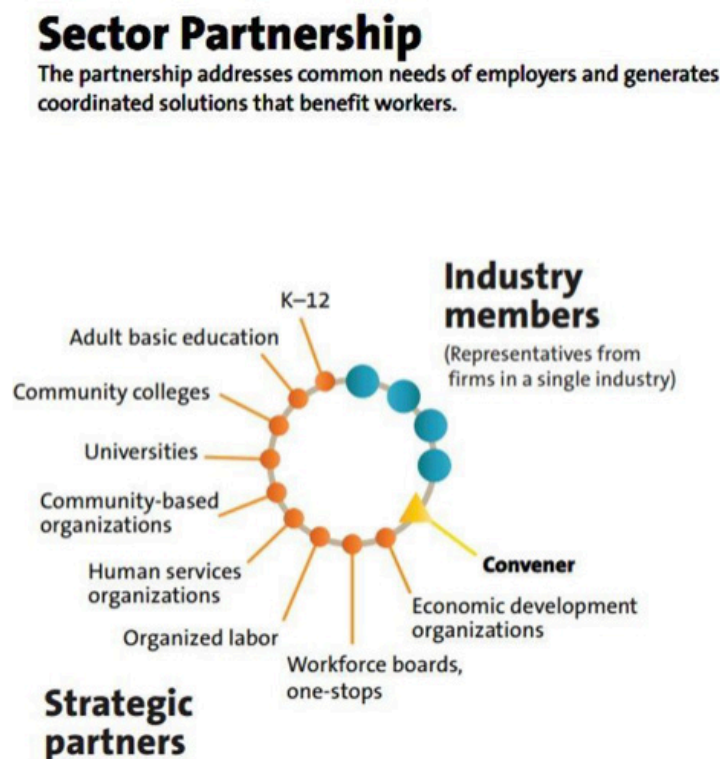 Sector Partnership
The partnership addresses common needs of employers and generates
coordinated solutions that benefit workers.
Industry
members
(Representatives from
firms in a single industry)
K–12
Adult basic education
Community colleges
Universities
Community-based
organizations
Human services
organizations
Organized labor
Workforce boards,
one-stops
Economic development
organizations
Convener
Strategic
partners